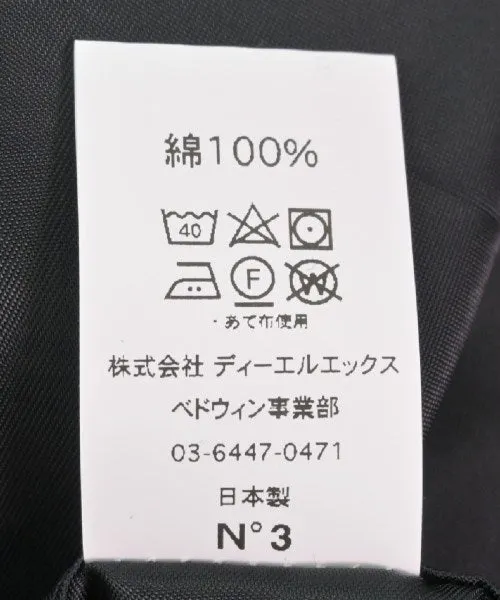 綿100%
40
F
W
・あて布使用
株式会社 ディーエルエックス
ベドウィン事業部
03-6447-0471
日本製
N°3